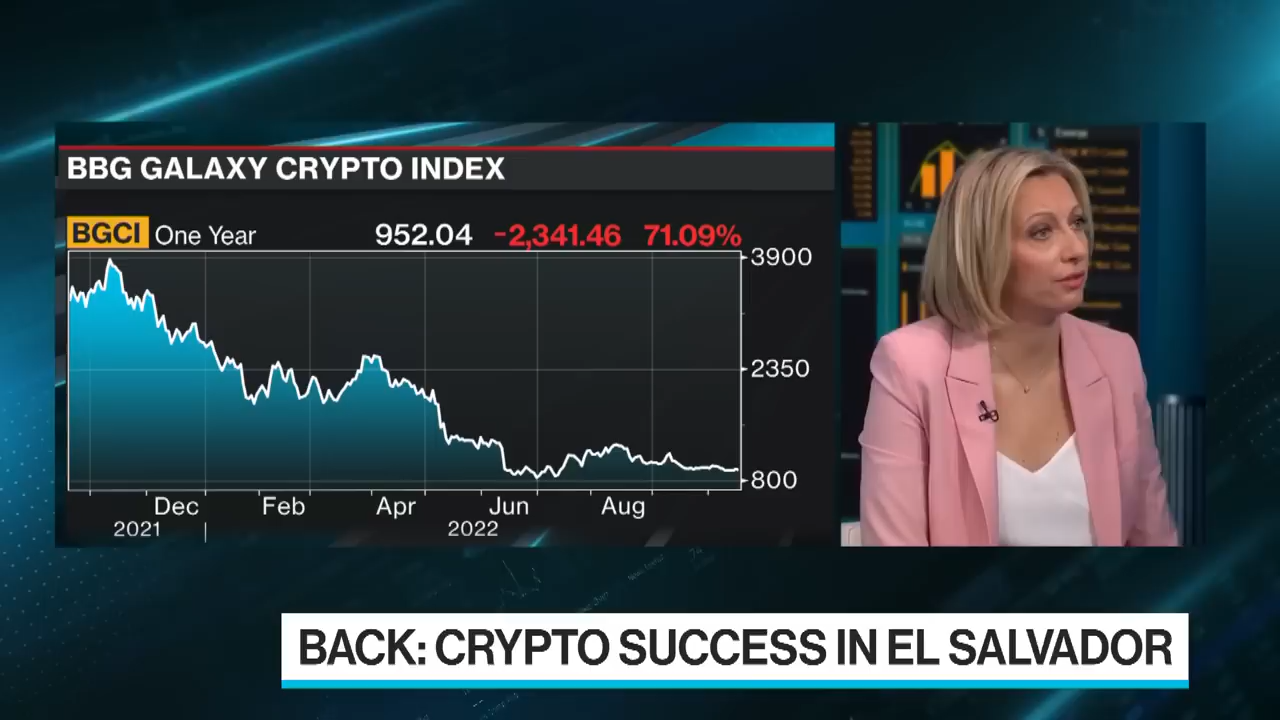 BBG GALAXY CRYPTO INDEX
BGCI One Year 952.04 -2,341.46 71.09%
3900
2350
800
Dec Feb Apr Jun Aug
2021 2022
Energy
BACK: CRYPTO SUCCESS IN EL SALVADOR